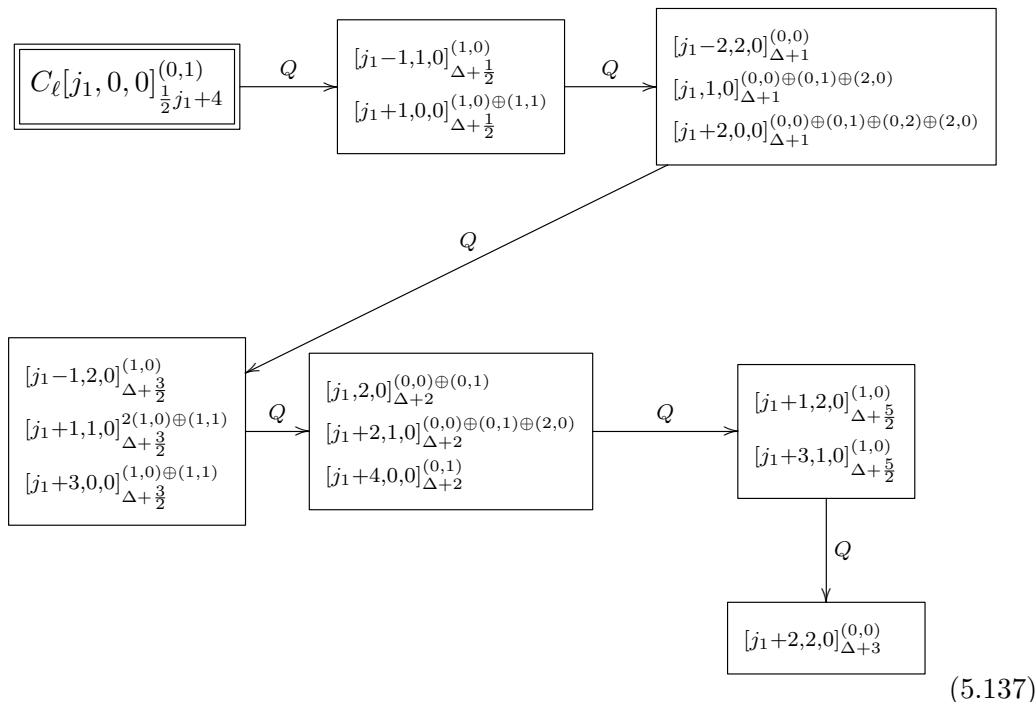 C_ℓ[j_1, 0, 0]^{(0,1)}_{\frac{1}{2}j_1+4}
Q
[j_1−1,1,0]^{(1,0)}_{Δ+\frac{1}{2}}
[j_1+1,0,0]^{(1,0)⊕(1,1)}_{Δ+\frac{1}{2}}
Q
[j_1−2,2,0]^{(0,0)}_{Δ+1}
[j_1,1,0]^{(0,0)⊕(0,1)⊕(2,0)}_{Δ+1}
[j_1+2,0,0]^{(0,0)⊕(0,1)⊕(0,2)⊕(2,0)}_{Δ+1}
Q
[j_1−1,2,0]^{(1,0)}_{Δ+\frac{3}{2}}
[j_1+1,1,0]^{2(1,0)⊕(1,1)}_{Δ+\frac{3}{2}}
[j_1+3,0,0]^{(1,0)⊕(1,1)}_{Δ+\frac{3}{2}}
Q
[j_1,2,0]^{(0,0)⊕(0,1)}_{Δ+2}
[j_1+2,1,0]^{(0,0)⊕(0,1)⊕(2,0)}_{Δ+2}
[j_1+4,0,0]^{(0,1)}_{Δ+2}
Q
[j_1+1,2,0]^{(1,0)}_{Δ+\frac{5}{2}}
[j_1+3,1,0]^{(1,0)}_{Δ+\frac{5}{2}}
Q
[j_1+2,2,0]^{(0,0)}_{Δ+3}
(5.137)